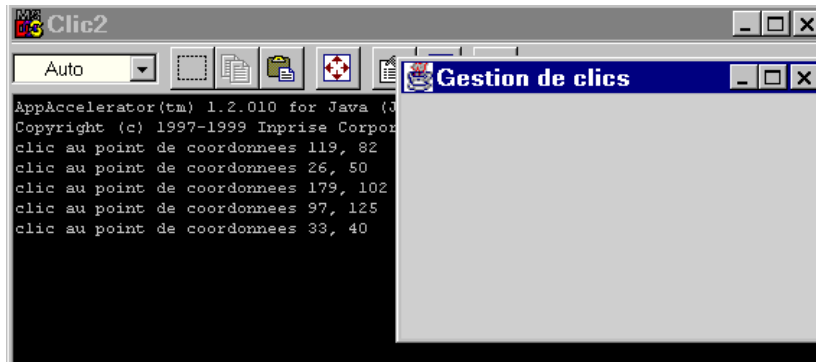 Clic2
Auto
Gestion de clics
AppAccelerator(tm) 1.2.010 for Java (J
Copyright (c) 1997-1999 Inprise Corpor
clic au point de coordonnees 119, 82
clic au point de coordonnees 26, 50
clic au point de coordonnees 179, 102
clic au point de coordonnees 97, 125
clic au point de coordonnees 33, 40